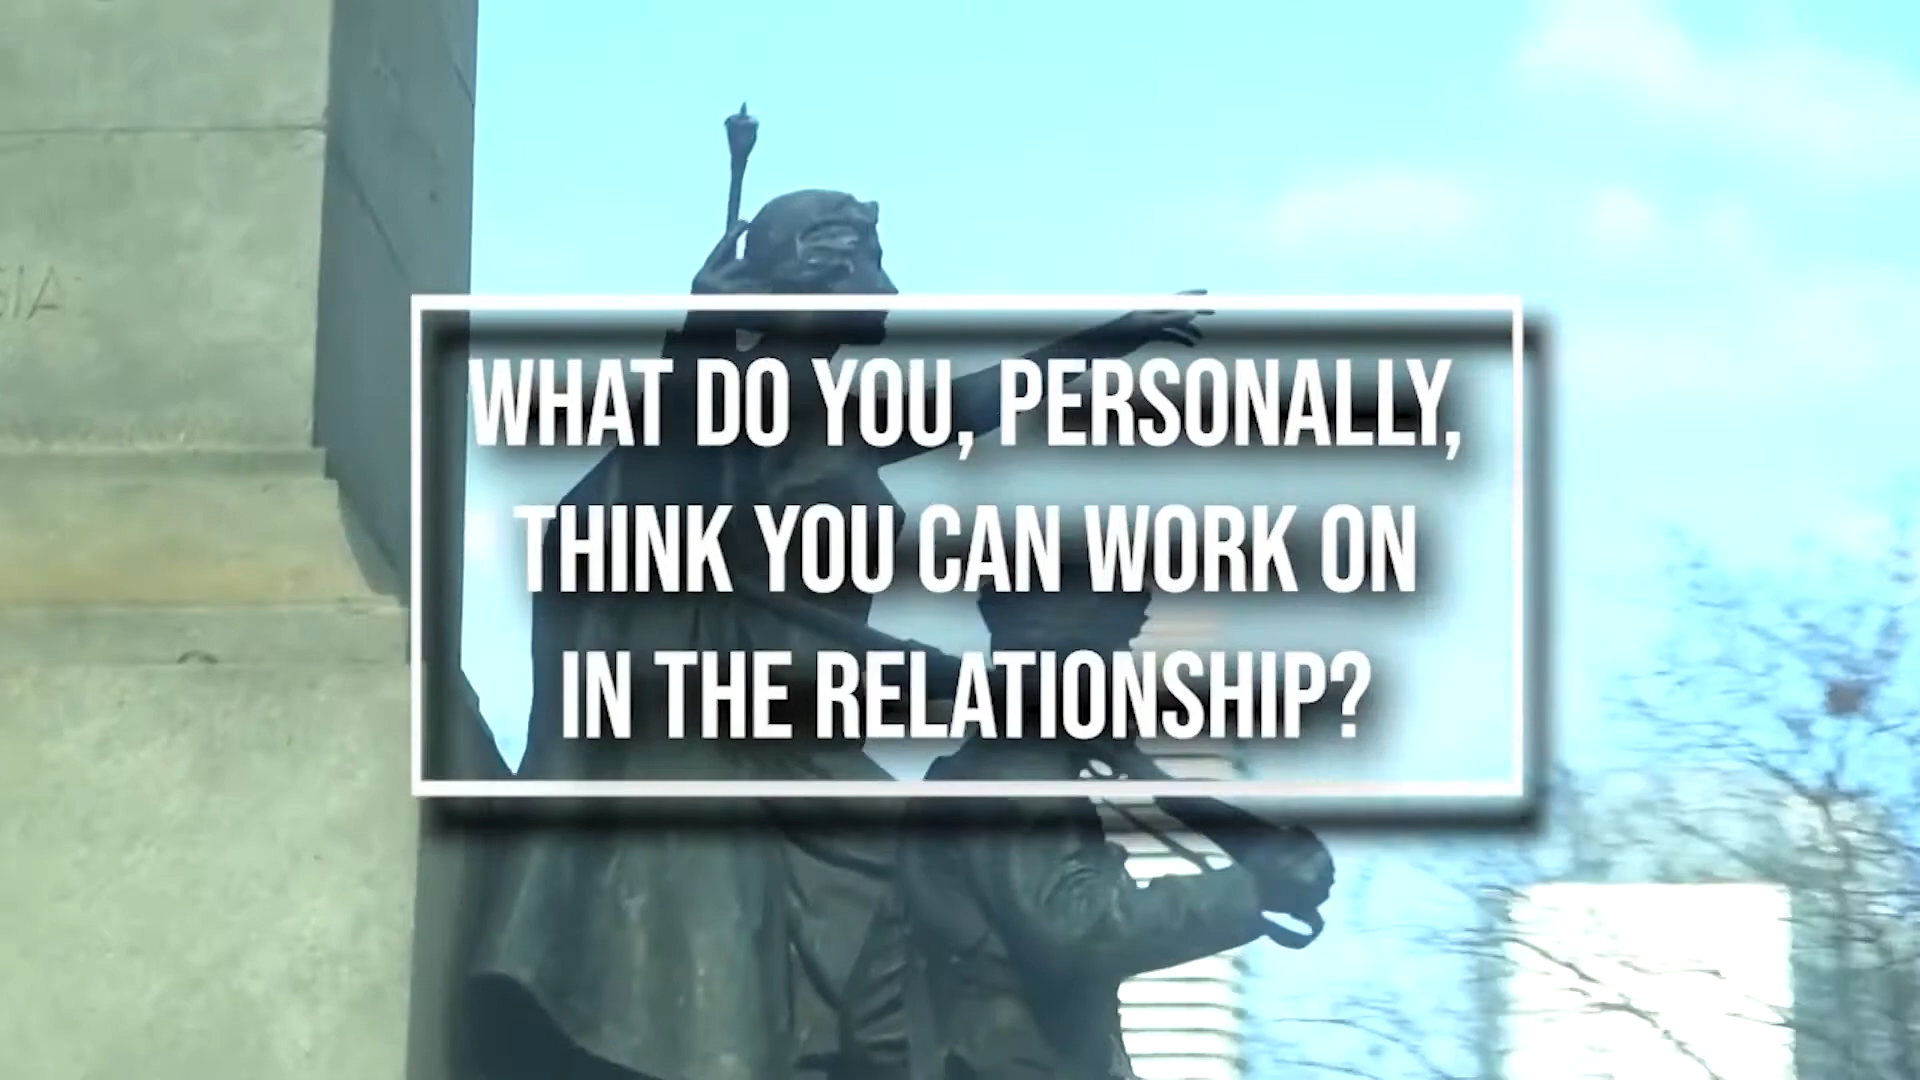 WHAT DO YOU, PERSONALLY,
THINK YOU CAN WORK ON
IN THE RELATIONSHIP?